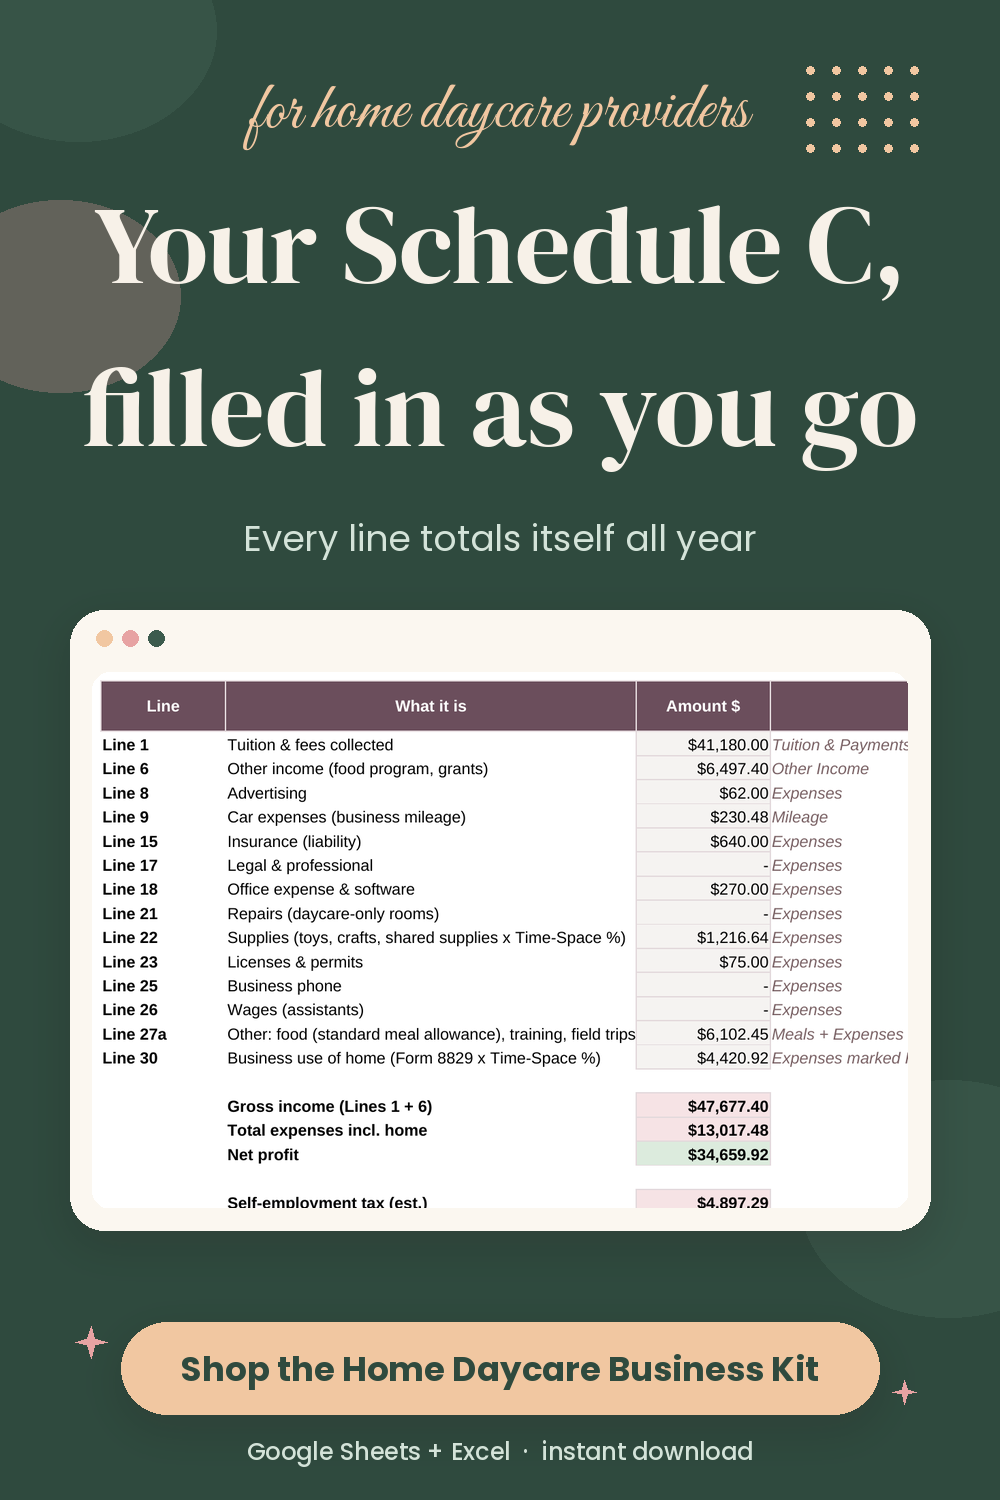 for home daycare providers
Your Schedule C,
filled in as you go
Every line totals itself all year
Line What it is Amount $
Line 1 Tuition & fees collected $41,180.00 Tuition & Payments
Line 6 Other income (food program, grants) $6,497.40 Other Income
Line 8 Advertising $62.00 Expenses
Line 9 Car expenses (business mileage) $230.48 Mileage
Line 15 Insurance (liability) $640.00 Expenses
Line 17 Legal & professional - Expenses
Line 18 Office expense & software $270.00 Expenses
Line 21 Repairs (daycare-only rooms) - Expenses
Line 22 Supplies (toys, crafts, shared supplies x Time-Space %) $1,216.64 Expenses
Line 23 Licenses & permits $75.00 Expenses
Line 25 Business phone - Expenses
Line 26 Wages (assistants) - Expenses
Line 27a Other: food (standard meal allowance), training, field trips $6,102.45 Meals + Expenses
Line 30 Business use of home (Form 8829 x Time-Space %) $4,420.92 Expenses marked
Gross income (Lines 1 + 6) $47,677.40
Total expenses incl. home $13,017.48
Net profit $34,659.92
Self-employment tax (est.) $4,897.29
Shop the Home Daycare Business Kit
Google Sheets + Excel · instant download